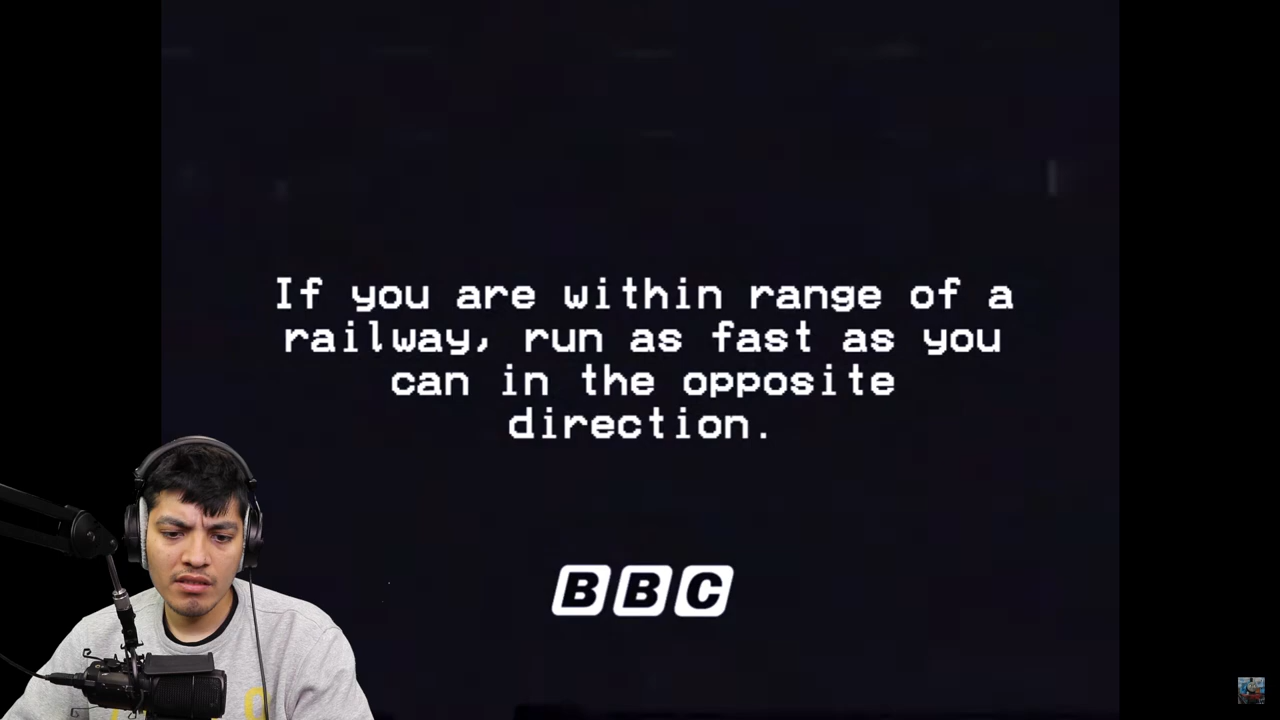 If you are within range of a
railway, run as fast as you
can in the opposite
direction.
BBC